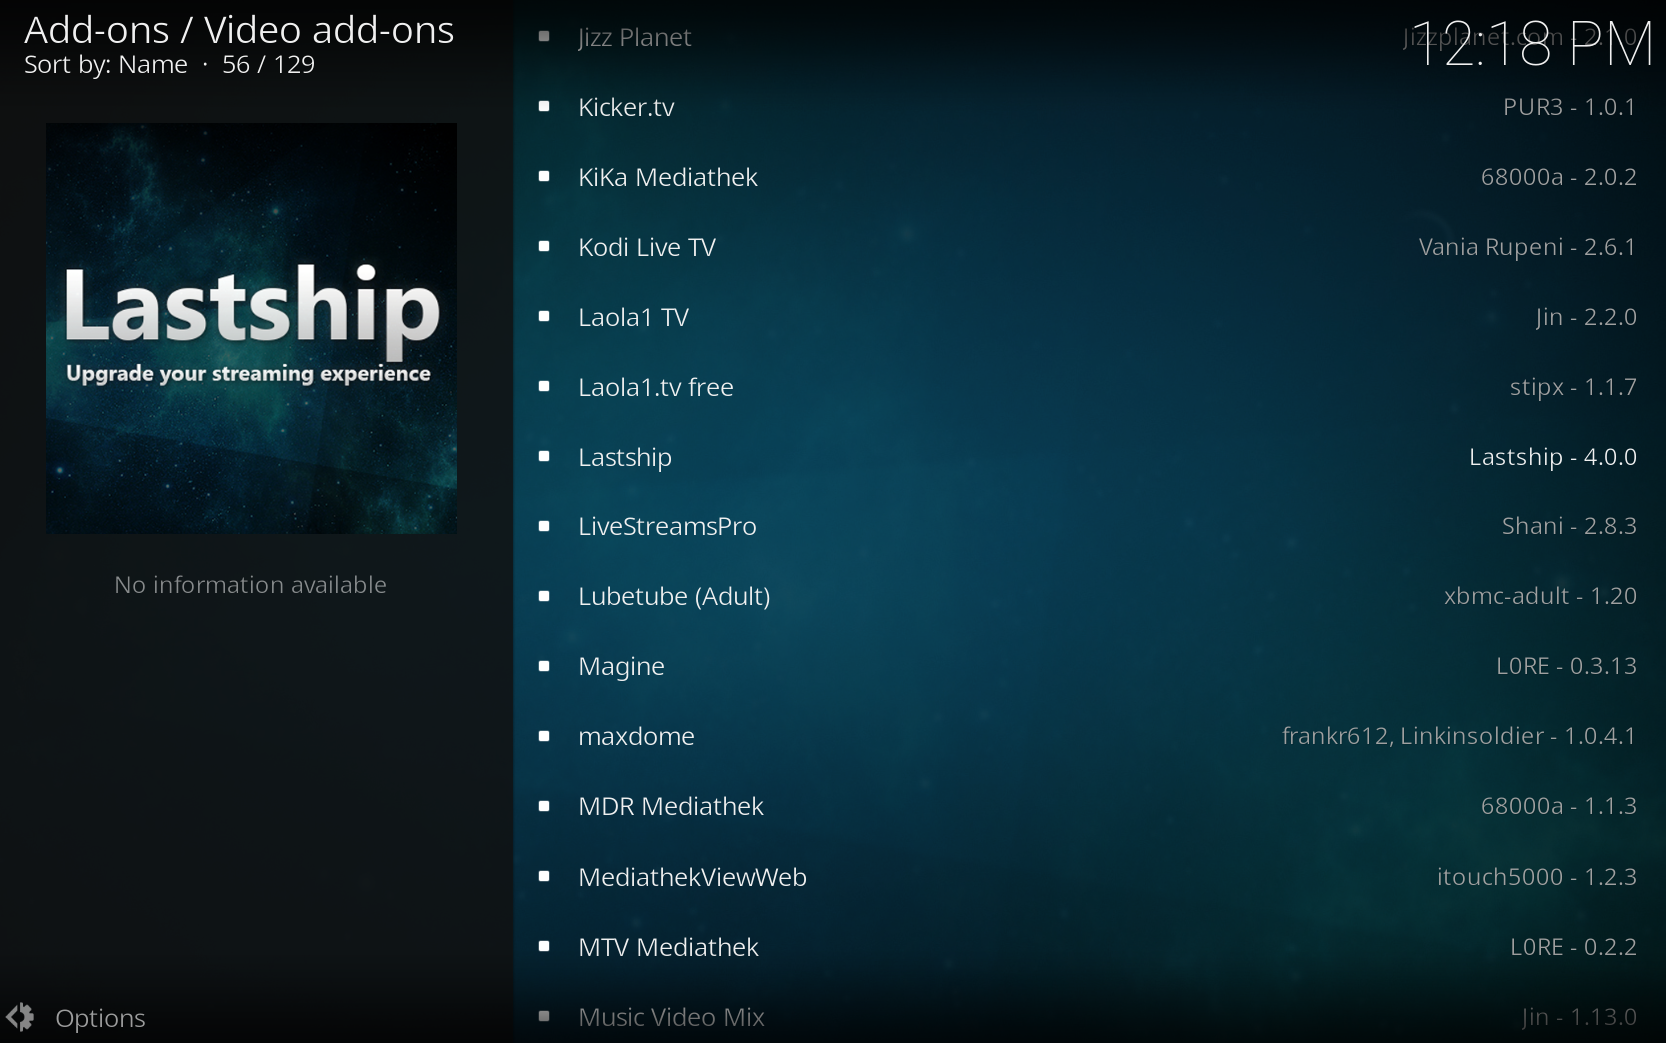 Add-ons / Video add-ons
Sort by: Name · 56 / 129
12:18 PM
Lastship
Upgrade your streaming experience
No information available
Jizz Planet Jizzplanet.com - 2.1.0
Kicker.tv PUR3 - 1.0.1
KiKa Mediathek 68000a - 2.0.2
Kodi Live TV Vania Rupeni - 2.6.1
Laola1 TV Jin - 2.2.0
Laola1.tv free stipx - 1.1.7
Lastship Lastship - 4.0.0
LiveStreamsPro Shani - 2.8.3
Lubetube (Adult) xbmc-adult - 1.20
Magine L0RE - 0.3.13
maxdome frankr612, Linkinsoldier - 1.0.4.1
MDR Mediathek 68000a - 1.1.3
MediathekViewWeb itouch5000 - 1.2.3
MTV Mediathek L0RE - 0.2.2
Music Video Mix Jin - 1.13.0
Options